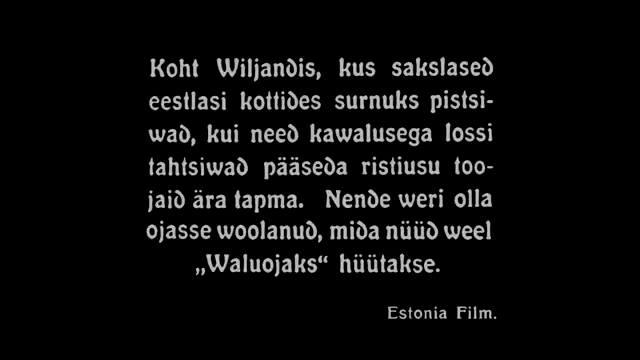 Koht Wiljandis, kus sakslased
eestlasi kottides surnuks pistsi-
wad, kui need kawalusega lossi
tahtsiwad pääseda ristiusu too-
jaid ära tapma. Nende weri olla
ojasse woolanud, mida nüüd weel
„Waluojaks“ hüütakse.
Estonia Film.